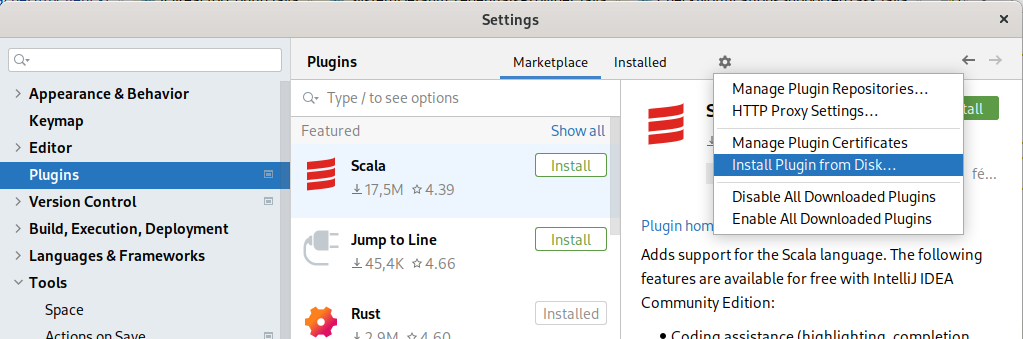 Settings
Plugins
Marketplace
Installed
Appearance & Behavior
Keymap
Editor
Plugins
Version Control
Build, Execution, Deployment
Languages & Frameworks
Tools
Space
Actions on Save
Type / to see options
Featured
Show all
Scala
Install
17,5M 4.39
Jump to Line
Install
45,4K 4.66
Rust
Installed
2,9M 4.60
Manage Plugin Repositories...
HTTP Proxy Settings...
Manage Plugin Certificates
Install Plugin from Disk...
Disable All Downloaded Plugins
Enable All Downloaded Plugins
tall
fé...
Plugin hom
Adds support for the Scala language. The following
features are available for free with IntelliJ IDEA
Community Edition:
• Coding assistance (highlighting, completion,